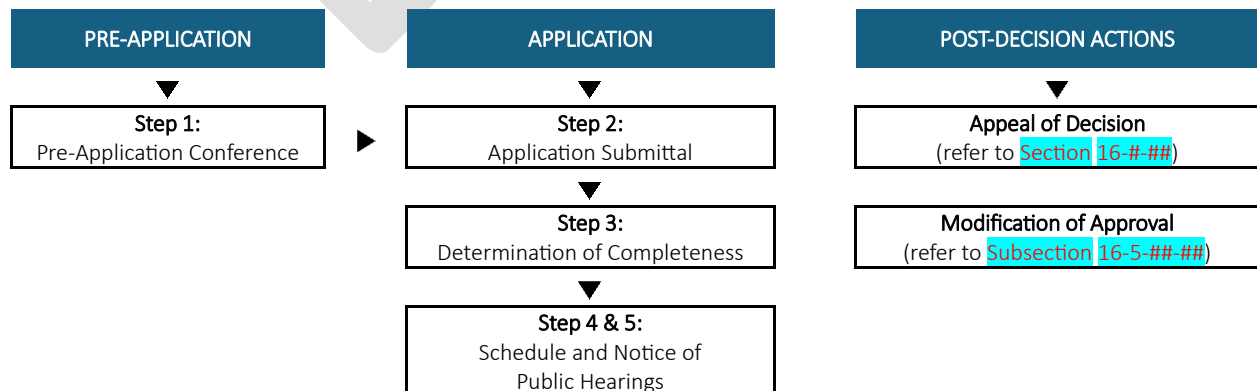 PRE-APPLICATION
APPLICATION
POST-DECISION ACTIONS
Step 1:
Pre-Application Conference
Step 2:
Application Submittal
Appeal of Decision
(refer to Section 16-#-##)
Step 3:
Determination of Completeness
Modification of Approval
(refer to Subsection 16-5-##-##)
Step 4 & 5:
Schedule and Notice of
Public Hearings